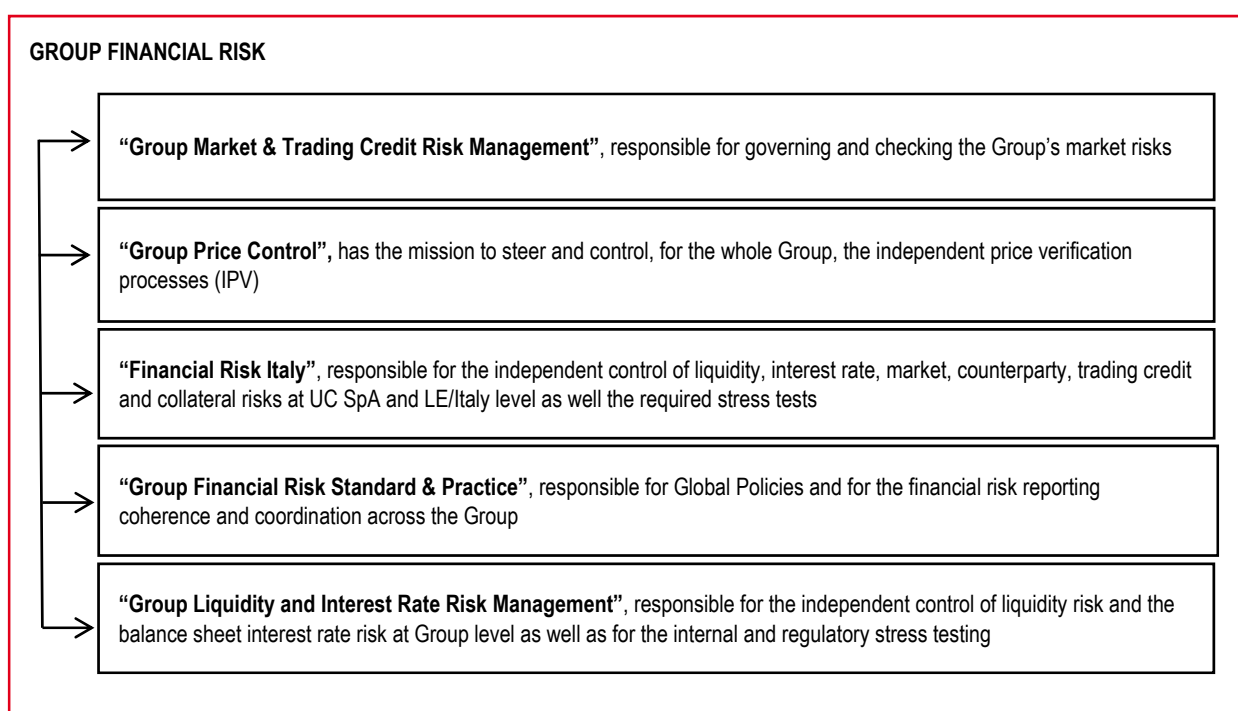 GROUP FINANCIAL RISK
“Group Market & Trading Credit Risk Management”, responsible for governing and checking the Group’s market risks
“Group Price Control”, has the mission to steer and control, for the whole Group, the independent price verification
processes (IPV)
“Financial Risk Italy”, responsible for the independent control of liquidity, interest rate, market, counterparty, trading credit
and collateral risks at UC SpA and LE/Italy level as well the required stress tests
“Group Financial Risk Standard & Practice”, responsible for Global Policies and for the financial risk reporting
coherence and coordination across the Group
“Group Liquidity and Interest Rate Risk Management”, responsible for the independent control of liquidity risk and the
balance sheet interest rate risk at Group level as well as for the internal and regulatory stress testing